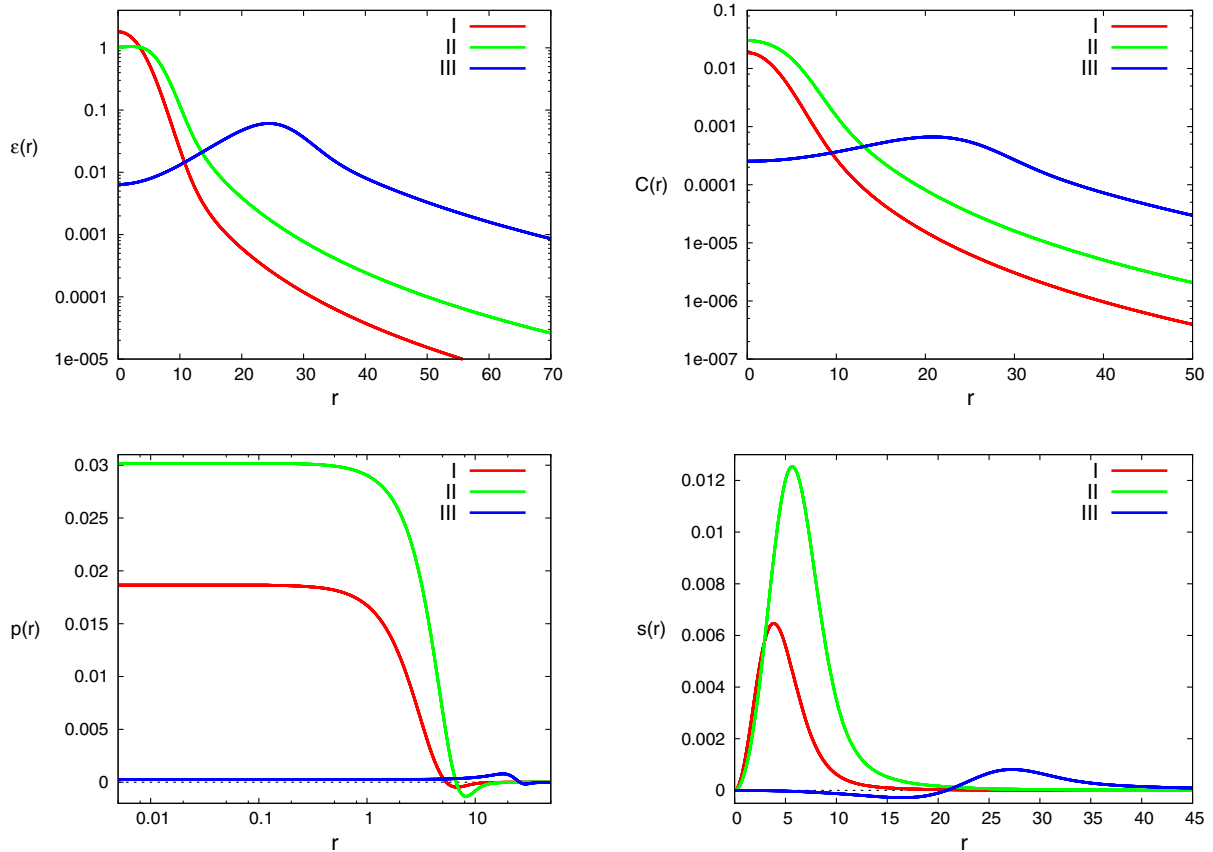 I
II
III
1
0.1
0.01
0.001
0.0001
1e-005
ε(r)
0 10 20 30 40 50 60 70
r
I
II
III
0.1
0.01
0.001
0.0001
1e-005
1e-006
1e-007
C(r)
0 10 20 30 40 50
r
I
II
III
0.03
0.025
0.02
0.015
0.01
0.005
0
p(r)
0.01 0.1 1 10
r
I
II
III
0.012
0.01
0.008
0.006
0.004
0.002
0
s(r)
0 5 10 15 20 25 30 35 40 45
r